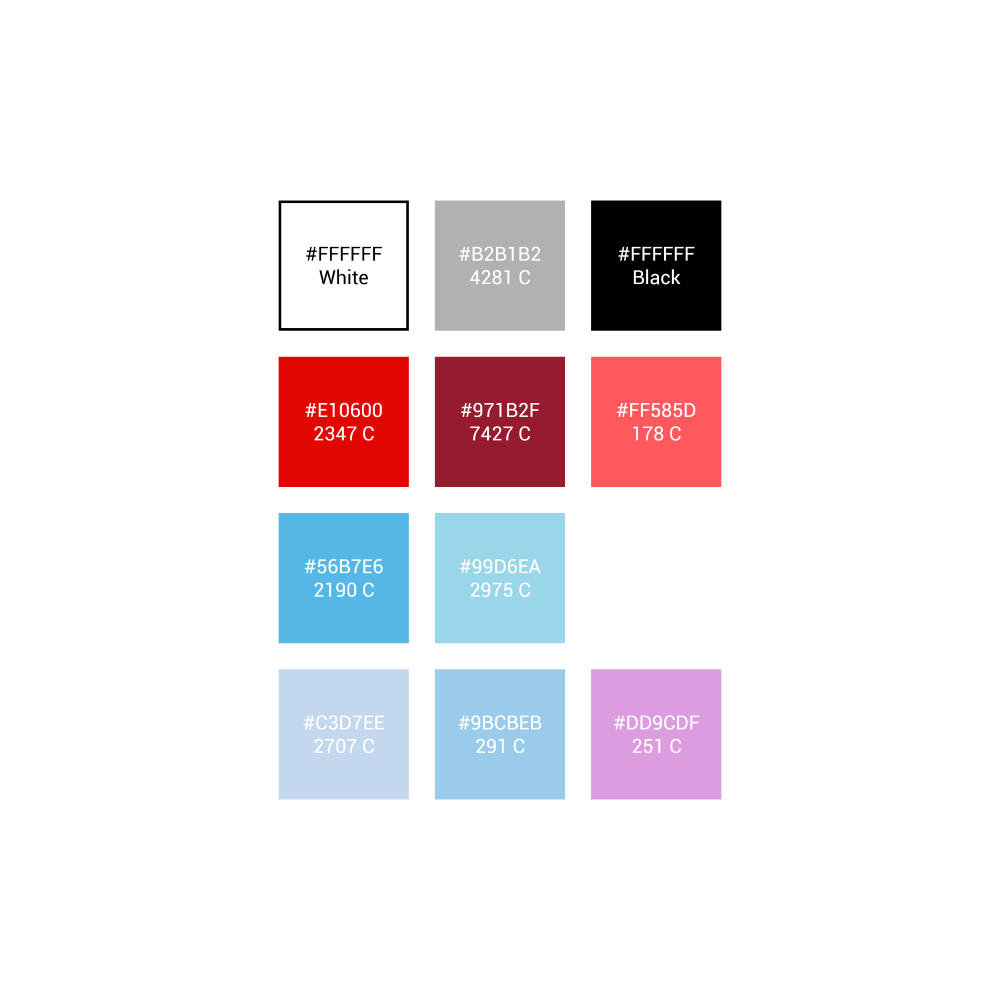 #FFFFFF
White
#B2B1B2
4281 C
#FFFFFF
Black
#E10600
2347 C
#971B2F
7427 C
#FF585D
178 C
#56B7E6
2190 C
#99D6EA
2975 C
#C3D7EE
2707 C
#9BCBEB
291 C
#DD9CDF
251 C